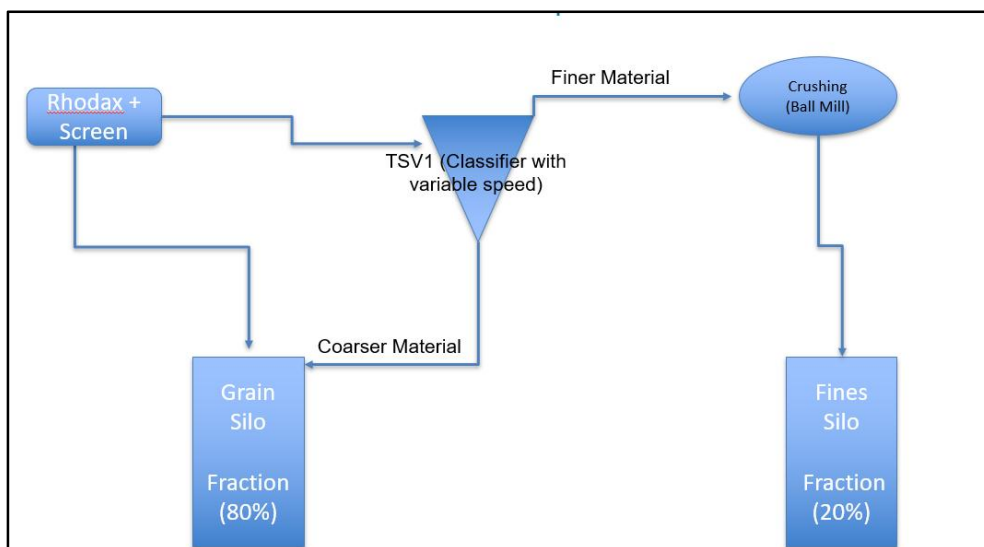 Rhodax +
Screen
Finer Material
Crushing
(Ball Mill)
TSV1 (Classifier with
variable speed)
Coarser Material
Grain
Silo
Fraction
(80%)
Fines
Silo
Fraction
(20%)